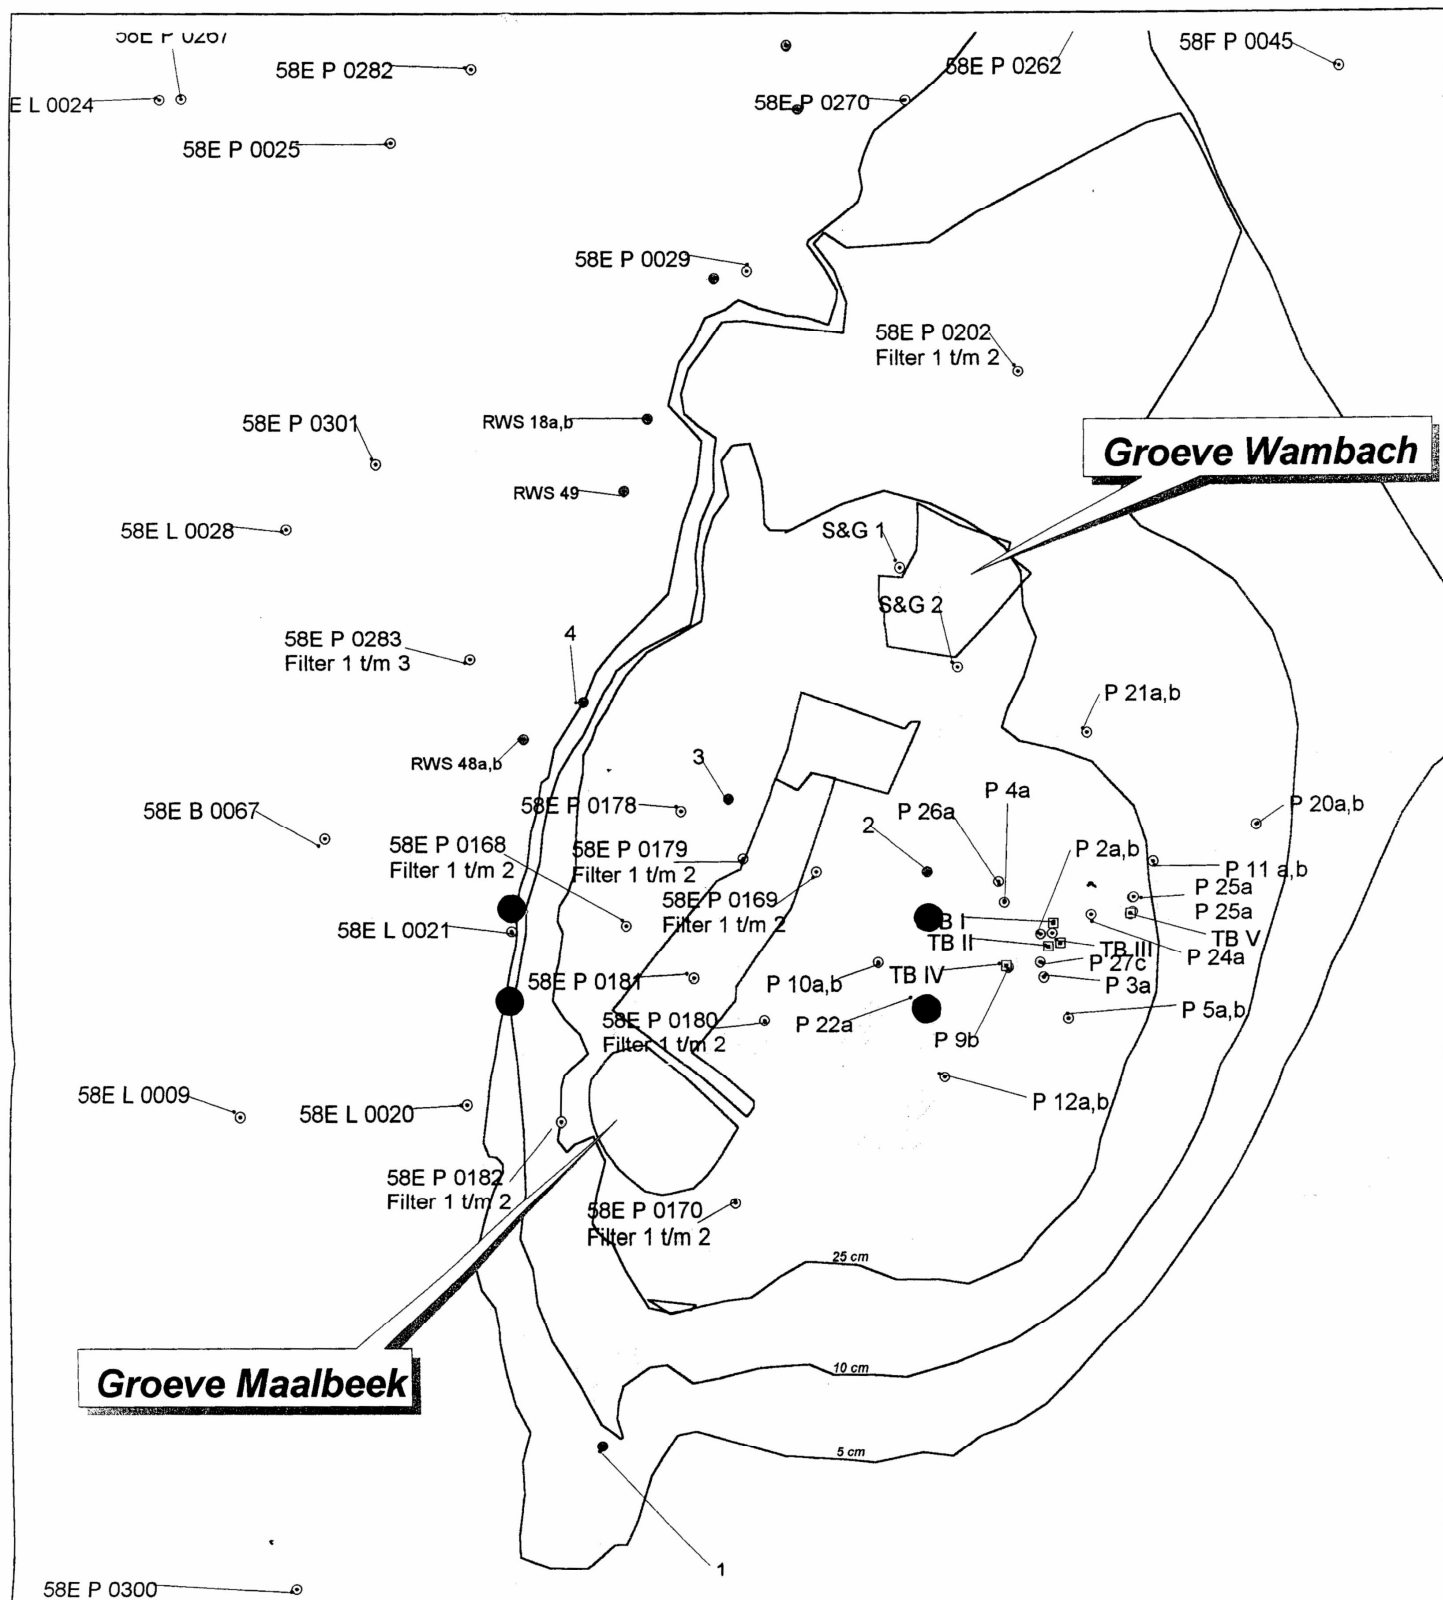 58E P 0267
58E P 0282
58E P 0262
58F P 0045
E L 0024
58E P 0270
58E P 0025
58E P 0029
58E P 0202
Filter 1 t/m 2
58E P 0301
RWS 18a,b
Groeve Wambach
RWS 49
58E L 0028
S&G 1
S&G 2
58E P 0283
Filter 1 t/m 3
4
P 21a,b
RWS 48a,b
3
58E P 0178
P 4a
P 26a
P 20a,b
58E B 0067
58E P 0168
Filter 1 t/m 2
58E P 0179
Filter 1 t/m 2
2
P 2a,b
P 11 a,b
58E P 0169
Filter 1 t/m 2
P 25a
P 25a
B I
58E L 0021
TB II
TB III
TB V
P 24a
P 27c
58E P 0181
P 10a,b
TB IV
P 3a
58E P 0180
Filter 1 t/m 2
P 22a
P 5a,b
P 9b
58E L 0009
58E L 0020
P 12a,b
58E P 0182
Filter 1 t/m 2
58E P 0170
Filter 1 t/m 2
25 cm
Groeve Maalbeek
10 cm
5 cm
1
58E P 0300